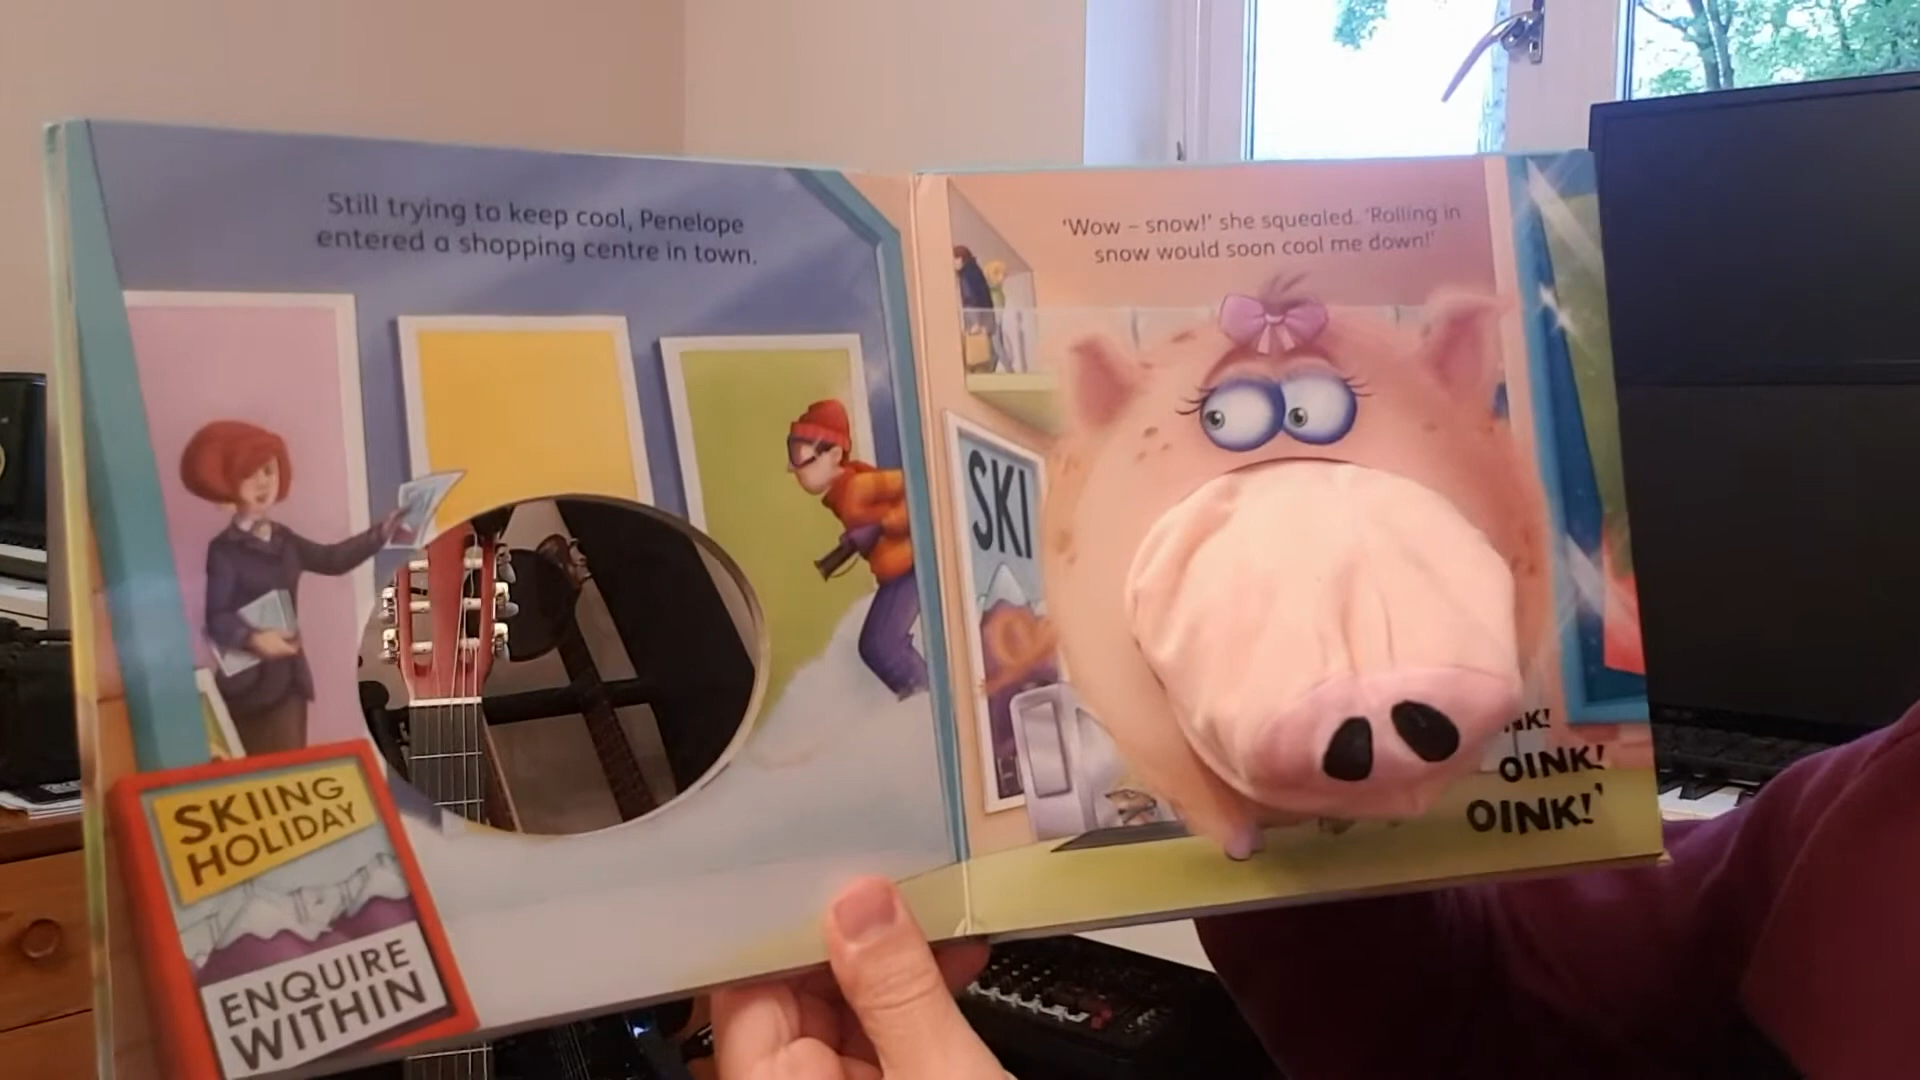 Still trying to keep cool, Penelope
entered a shopping centre in town.
SKIING
HOLIDAY
ENQUIRE
WITHIN
'Wow – snow!' she squealed. 'Rolling in
snow would soon cool me down!'
SKI
OINK!
OINK!'